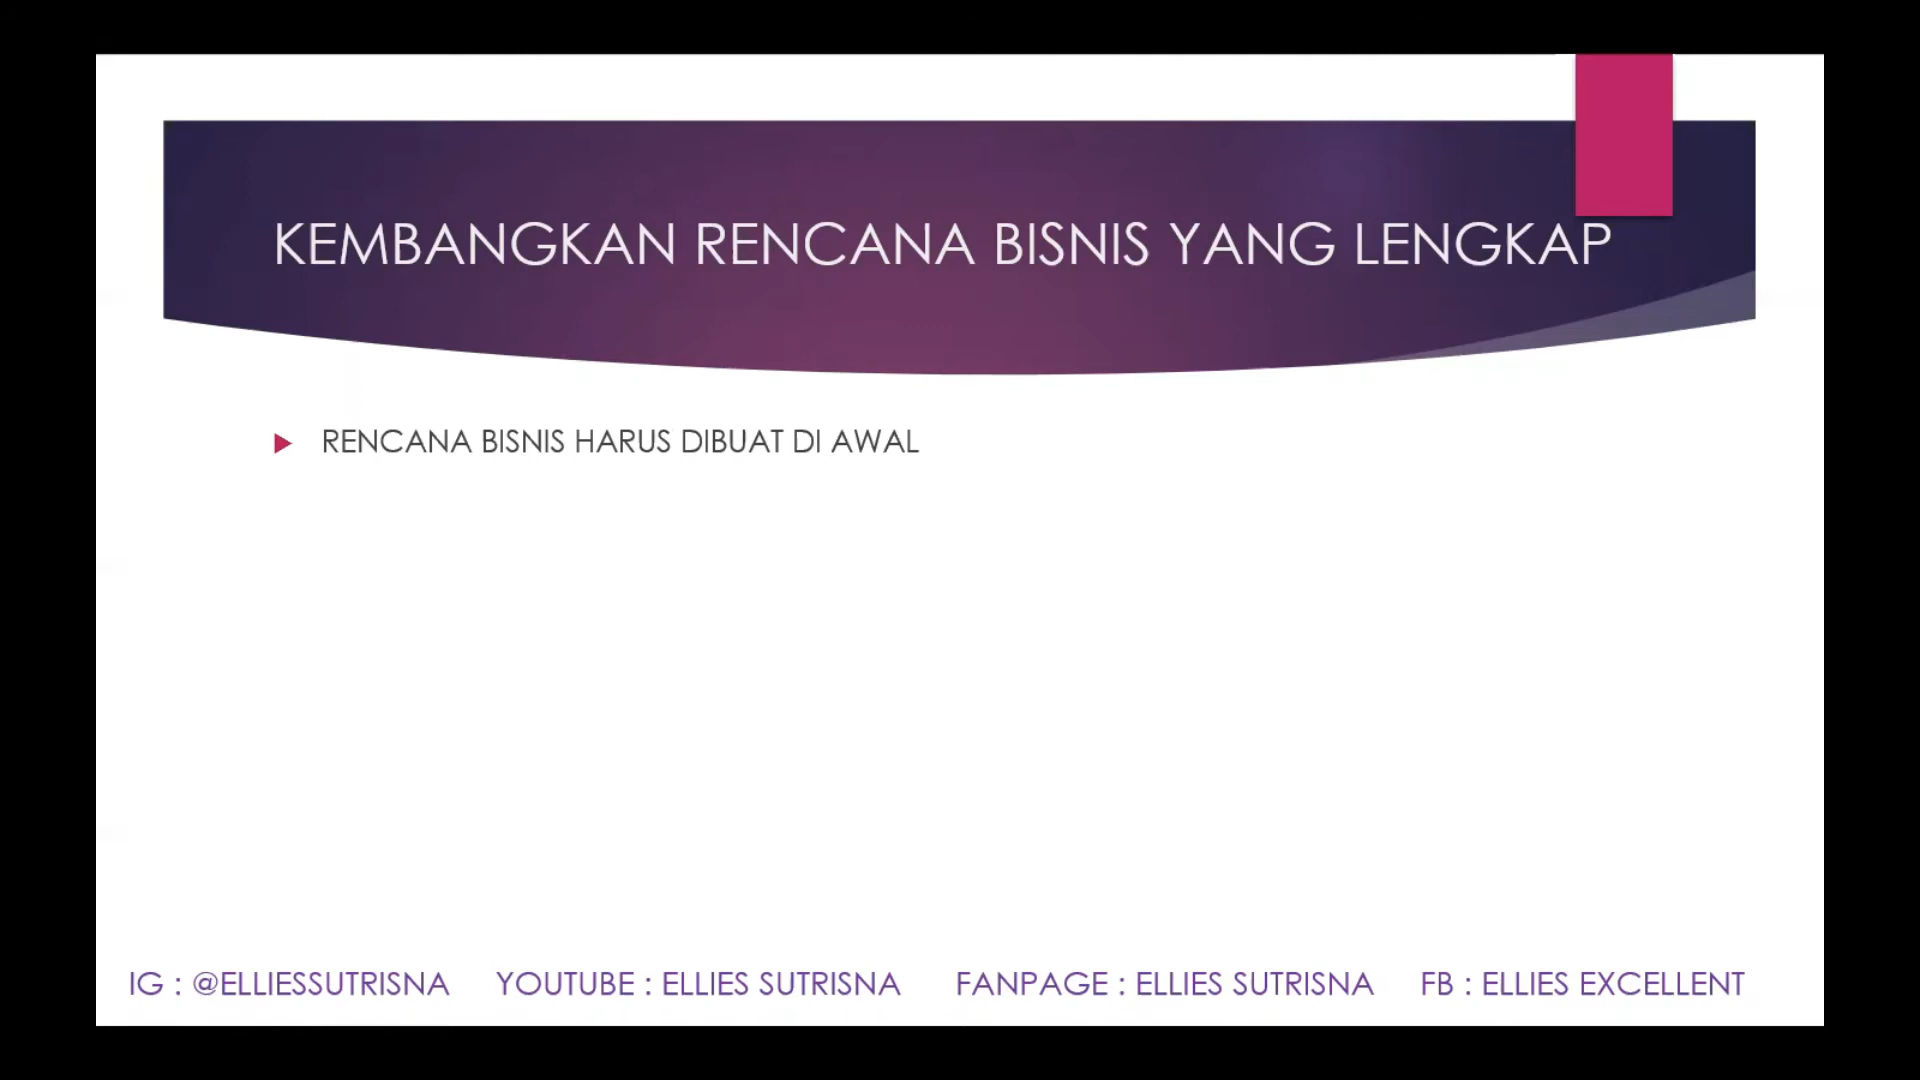 KEMBANGKAN RENCANA BISNIS YANG LENGKAP
RENCANA BISNIS HARUS DIBUAT DI AWAL
IG : @ELLIESSUTRISNA YOUTUBE : ELLIES SUTRISNA FANPAGE : ELLIES SUTRISNA FB : ELLIES EXCELLENT